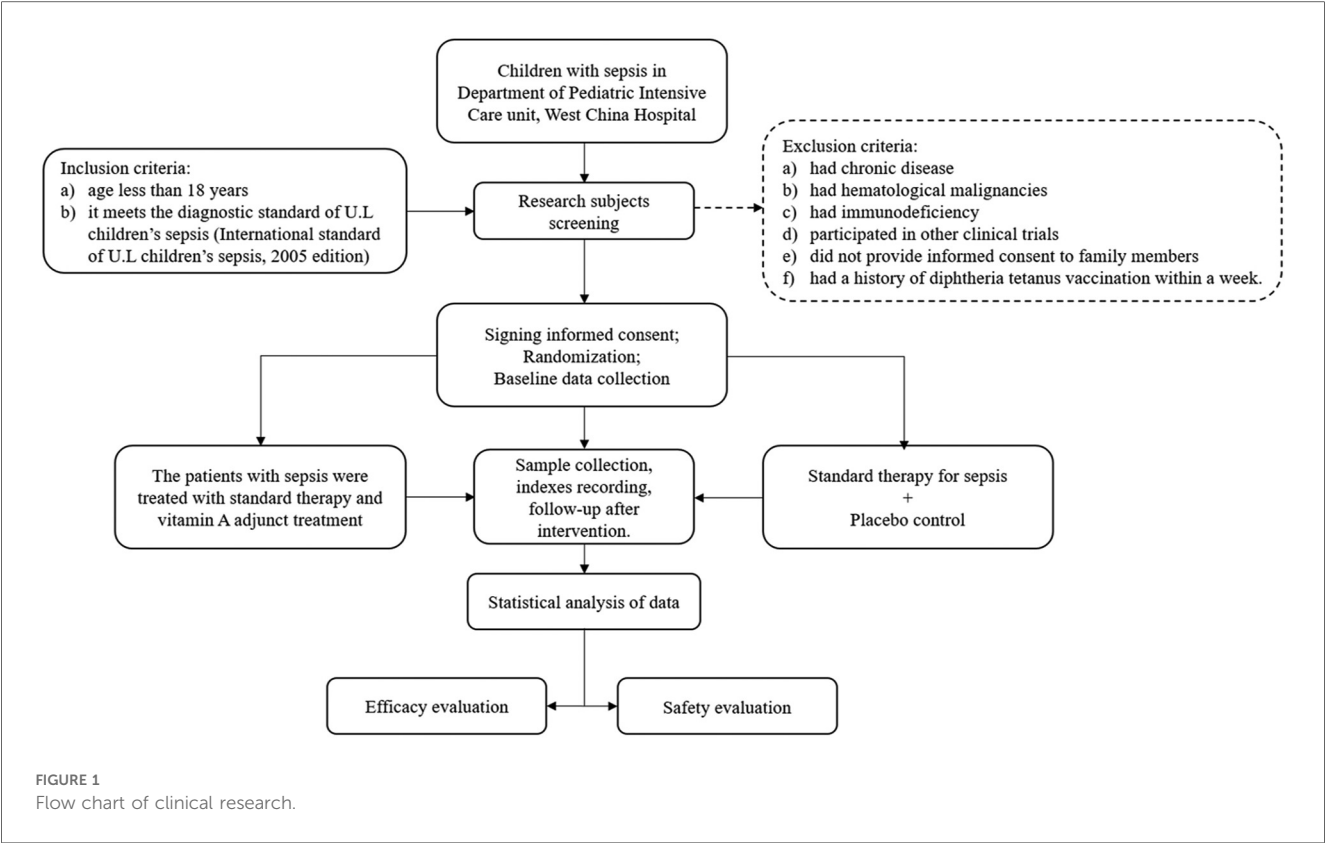 Children with sepsis in
Department of Pediatric Intensive
Care unit, West China Hospital
Inclusion criteria:
a) age less than 18 years
b) it meets the diagnostic standard of U.L
children's sepsis (International standard
of U.L children's sepsis, 2005 edition)
Research subjects
screening
Exclusion criteria:
a) had chronic disease
b) had hematological malignancies
c) had immunodeficiency
d) participated in other clinical trials
e) did not provide informed consent to family members
f) had a history of diphtheria tetanus vaccination within a week.
Signing informed consent;
Randomization;
Baseline data collection
The patients with sepsis were
treated with standard therapy and
vitamin A adjunct treatment
Sample collection,
indexes recording,
follow-up after
intervention.
Standard therapy for sepsis
+
Placebo control
Statistical analysis of data
Efficacy evaluation
Safety evaluation
FIGURE 1
Flow chart of clinical research.